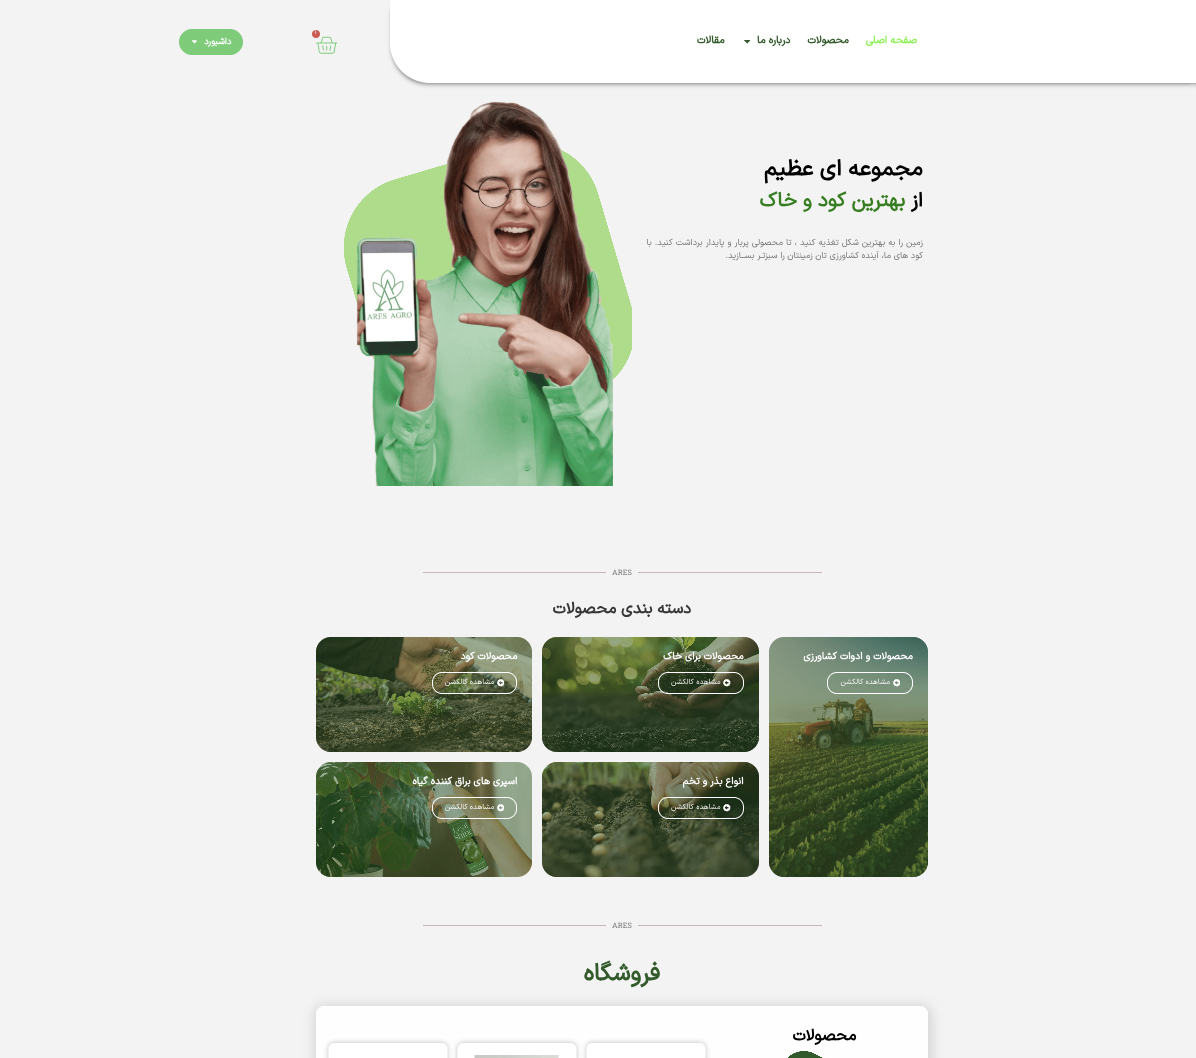 صفحه اصلی
محصولات
درباره ما
مقالات
داشبورد
مجموعه ای عظیم
از بهترین کود و خاک
زمین را به بهترین شکل تغذیه کنید ، تا محصولی پربار و پایدار برداشت کنید. با
کود های ما، آینده کشاورزی تان زمینتان را سبزتـر بســازید.
ARES AGRO
ARES
دسته بندی محصولات
محصولات و ادوات کشاورزی
مشاهده کالکشن
محصولات برای خاک
مشاهده کالکشن
محصولات کود
مشاهده کالکشن
انواع بذر و تخم
مشاهده کالکشن
اسپری های براق کننده گیاه
مشاهده کالکشن
ARES
فروشگاه
محصولات